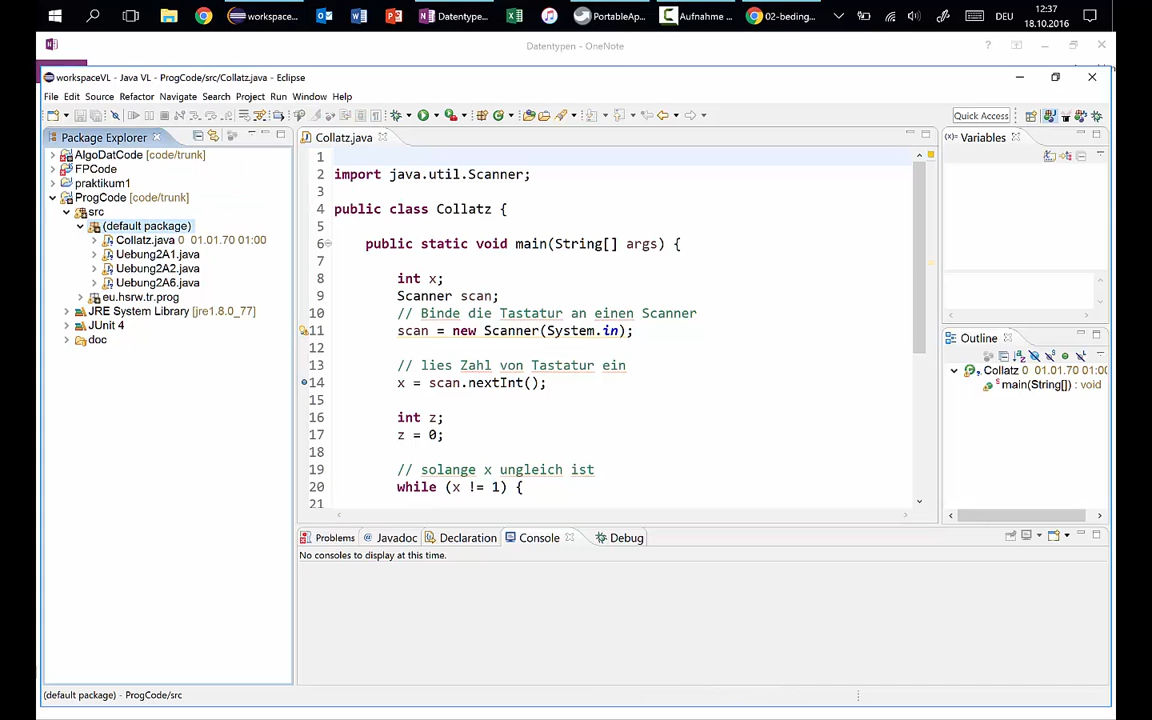 workspace...
Datentype...
PortableAp...
Aufnahme ...
02-beding...
DEU
12:37
18.10.2016
Datentypen - OneNote
workspaceVL - Java VL - ProgCode/src/Collatz.java - Eclipse
File Edit Source Refactor Navigate Search Project Run Window Help
Quick Access
Package Explorer
AlgoDatCode [code/trunk]
FPCode
praktikum1
ProgCode [code/trunk]
src
(default package)
Collatz.java 0 01.01.70 01:00
Uebung2A1.java
Uebung2A2.java
Uebung2A6.java
eu.hsrw.tr.prog
JRE System Library [jre1.8.0_77]
JUnit 4
doc
Collatz.java
1
2 import java.util.Scanner;
3
4 public class Collatz {
5
6 public static void main(String[] args) {
7
8 int x;
9 Scanner scan;
10 // Binde die Tastatur an einen Scanner
11 scan = new Scanner(System.in);
12
13 // lies Zahl von Tastatur ein
14 x = scan.nextInt();
15
16 int z;
17 z = 0;
18
19 // solange x ungleich ist
20 while (x != 1) {
21
(x)= Variables
Outline
Collatz 0 01.01.70 01:00
main(String[]) : void
Problems @ Javadoc Declaration Console Debug
No consoles to display at this time.
(default package) - ProgCode/src